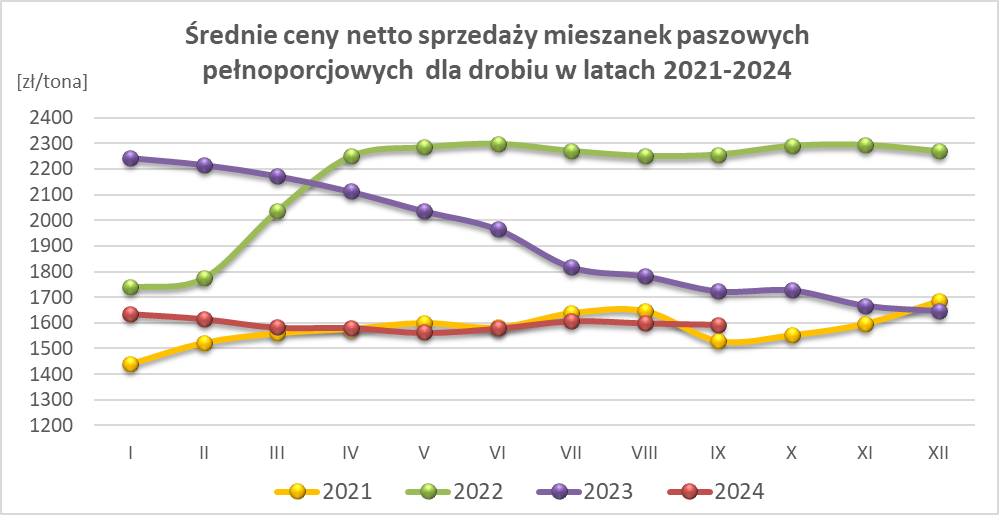 Średnie ceny netto sprzedaży mieszanek paszowych
pełnoporcjowych dla drobiu w latach 2021-2024
[zł/tona]
2400
2300
2200
2100
2000
1900
1800
1700
1600
1500
1400
1300
1200
I II III IV V VI VII VIII IX X XI XII
2021 2022 2023 2024